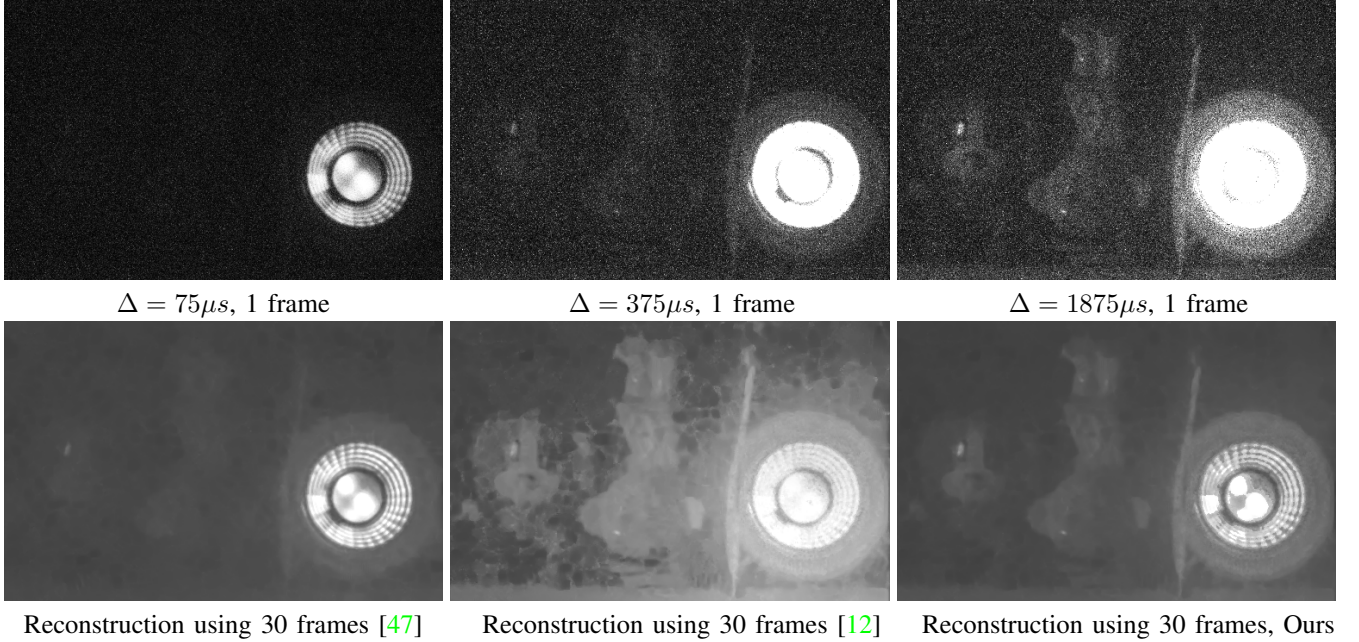 Δ = 75μs, 1 frame
Δ = 375μs, 1 frame
Δ = 1875μs, 1 frame
Reconstruction using 30 frames [47]
Reconstruction using 30 frames [12]
Reconstruction using 30 frames, Ours